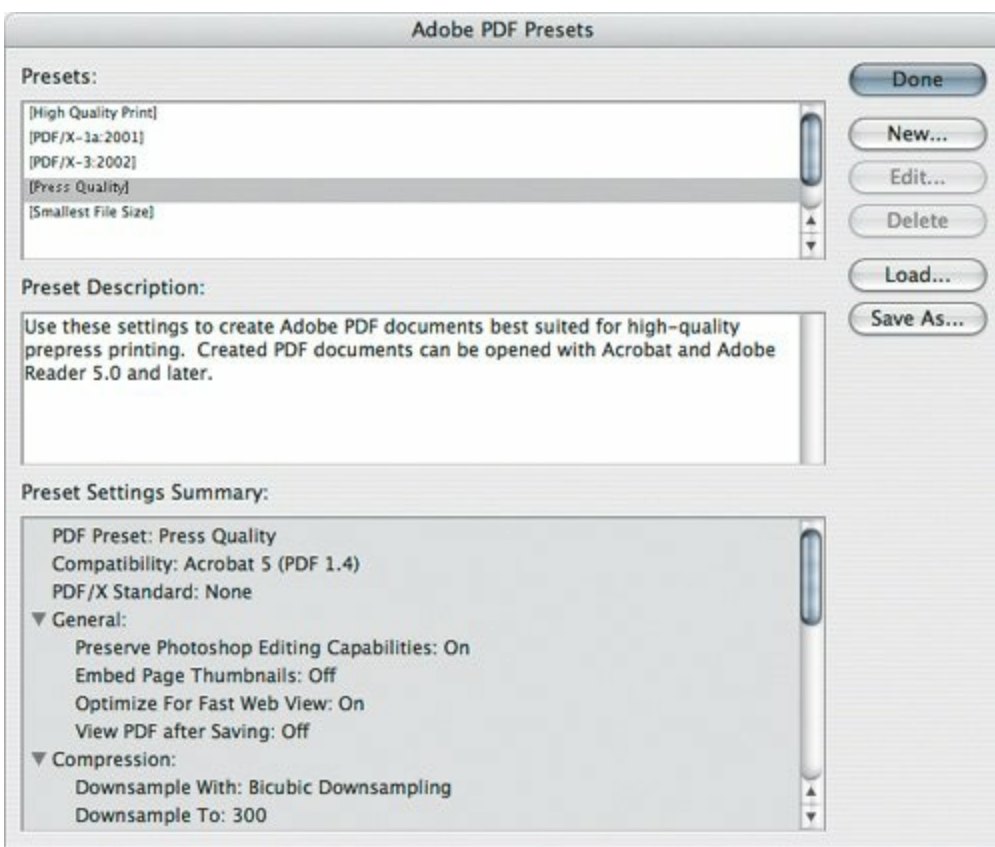 Adobe PDF Presets
Presets:
[High Quality Print]
[PDF/X-1a:2001]
[PDF/X-3:2002]
[Press Quality]
[Smallest File Size]
Done
New...
Edit...
Delete
Load...
Save As...
Preset Description:
Use these settings to create Adobe PDF documents best suited for high-quality
prepress printing.  Created PDF documents can be opened with Acrobat and Adobe
Reader 5.0 and later.
Preset Settings Summary:
PDF Preset: Press Quality
Compatibility: Acrobat 5 (PDF 1.4)
PDF/X Standard: None
General:
Preserve Photoshop Editing Capabilities: On
Embed Page Thumbnails: Off
Optimize For Fast Web View: On
View PDF after Saving: Off
Compression:
Downsample With: Bicubic Downsampling
Downsample To: 300